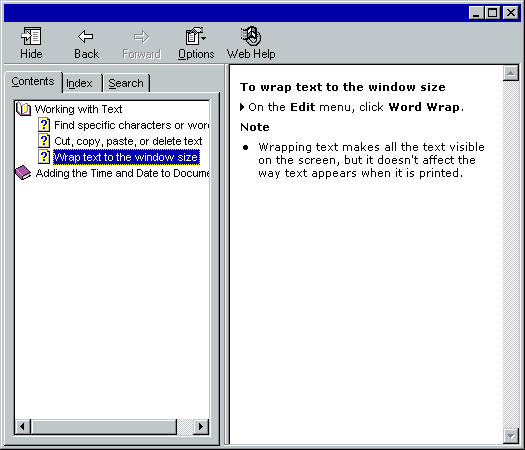 Hide Back Forward Options Web Help
Contents Index Search
Working with Text
Find specific characters or wor
Cut, copy, paste, or delete text
Wrap text to the window size
Adding the Time and Date to Docume
To wrap text to the window size
On the Edit menu, click Word Wrap.
Note
• Wrapping text makes all the text visible
on the screen, but it doesn't affect the
way text appears when it is printed.